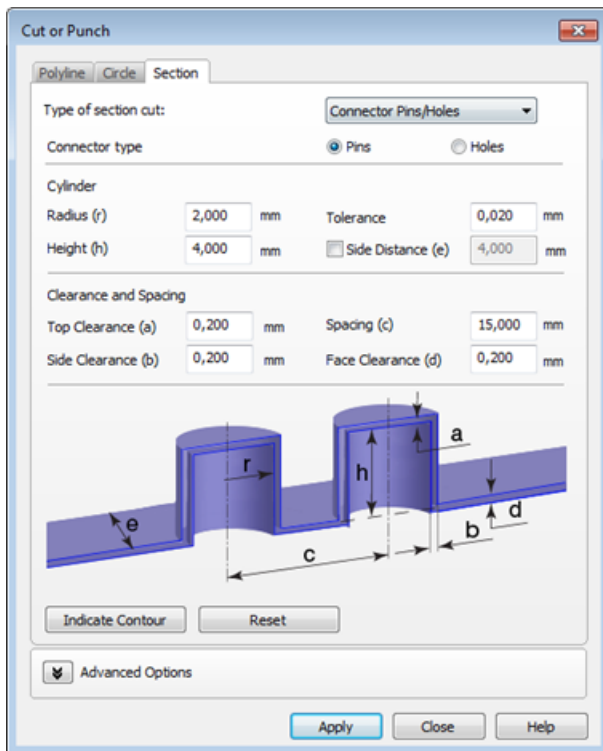 Cut or Punch
Polyline Circle Section
Type of section cut: Connector Pins/Holes
Connector type Pins Holes
Cylinder
Radius (r) 2,000 mm Tolerance 0,020 mm
Height (h) 4,000 mm Side Distance (e) 4,000 mm
Clearance and Spacing
Top Clearance (a) 0,200 mm Spacing (c) 15,000 mm
Side Clearance (b) 0,200 mm Face Clearance (d) 0,200 mm
a
r h
e d
c b
Indicate Contour Reset
Advanced Options
Apply Close Help